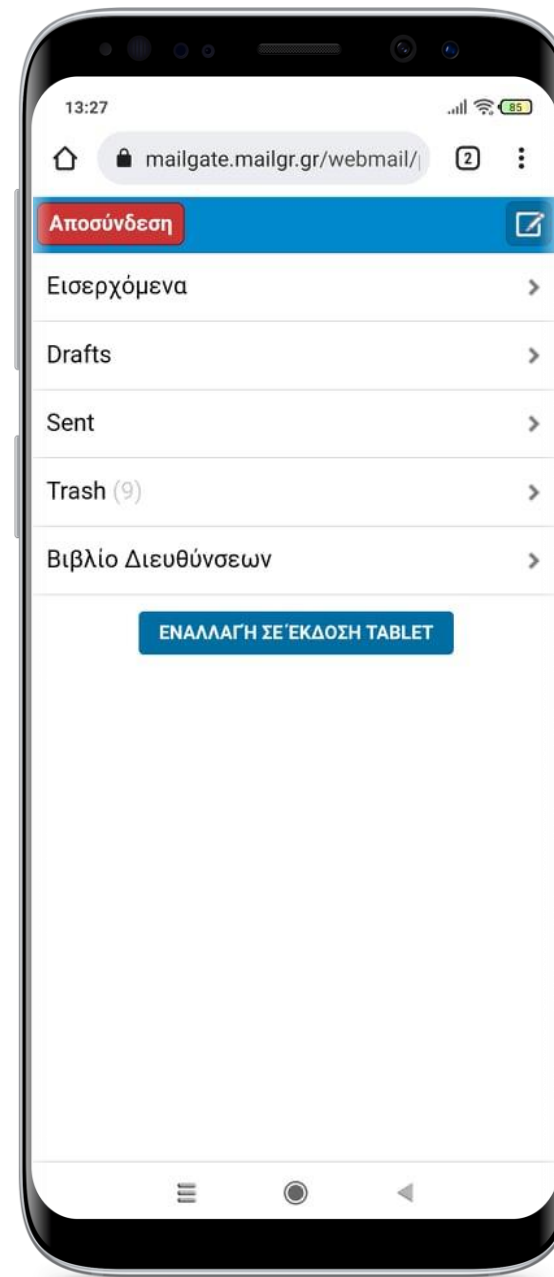 13:27
85
mailgate.mailgr.gr/webmail/
2
Αποσύνδεση
Εισερχόμενα
Drafts
Sent
Trash (9)
Βιβλίο Διευθύνσεων
ΕΝΑΛΛΑΓΉ ΣΕ ΈΚΔΟΣΗ TABLET